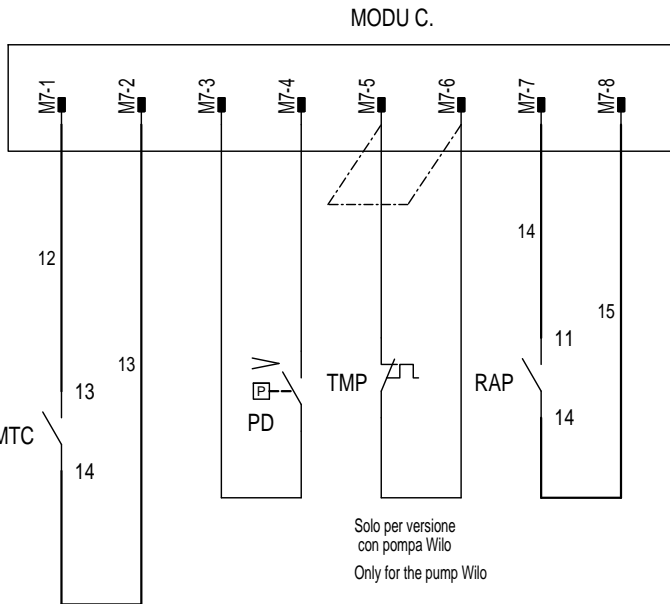 MODU C.
M7-1
M7-2
M7-3
M7-4
M7-5
M7-6
M7-7
M7-8
12
14
15
13
11
13
P
TMP
RAP
PD
MTC
14
14
Solo per versione
con pompa Wilo
Only for the pump Wilo